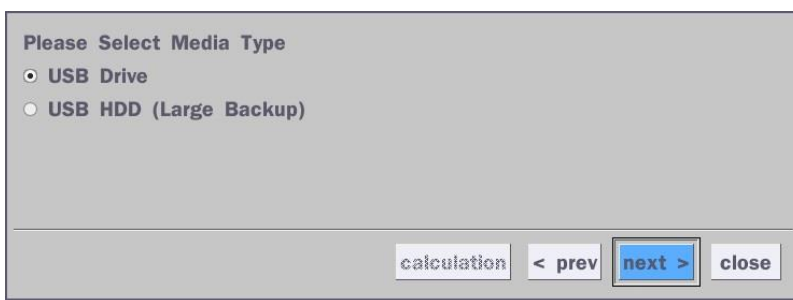 Please Select Media Type
USB Drive
USB HDD (Large Backup)
calculation < prev next > close